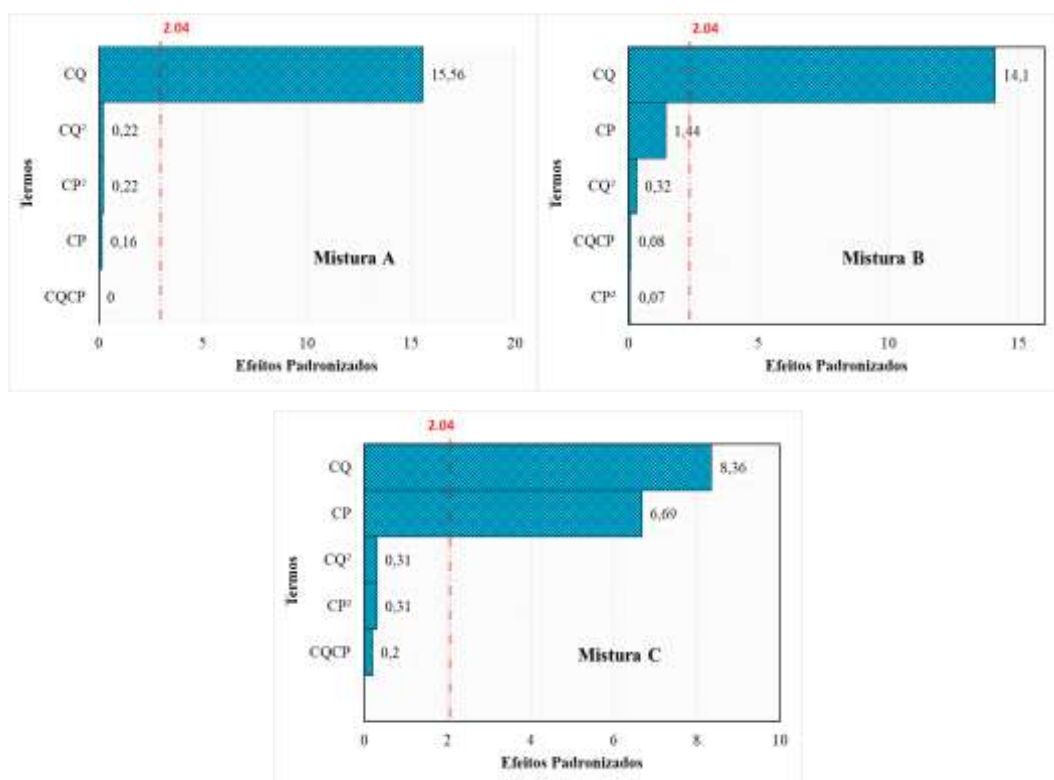 2.04
CQ
15,56
CQ²
0,22
CP²
0,22
CP
0,16
CQCP
0
Termos
Mistura A
0 5 10 15 20
Efeitos Padronizados
2.04
CQ
14,1
CP
1,44
CQ²
0,32
CQCP
0,08
CP²
0,07
Termos
Mistura B
0 5 10 15
Efeitos Padronizados
2.04
CQ
8,36
CP
6,69
CQ²
0,31
CP²
0,31
CQCP
0,2
Termos
Mistura C
0 2 4 6 8 10
Efeitos Padronizados